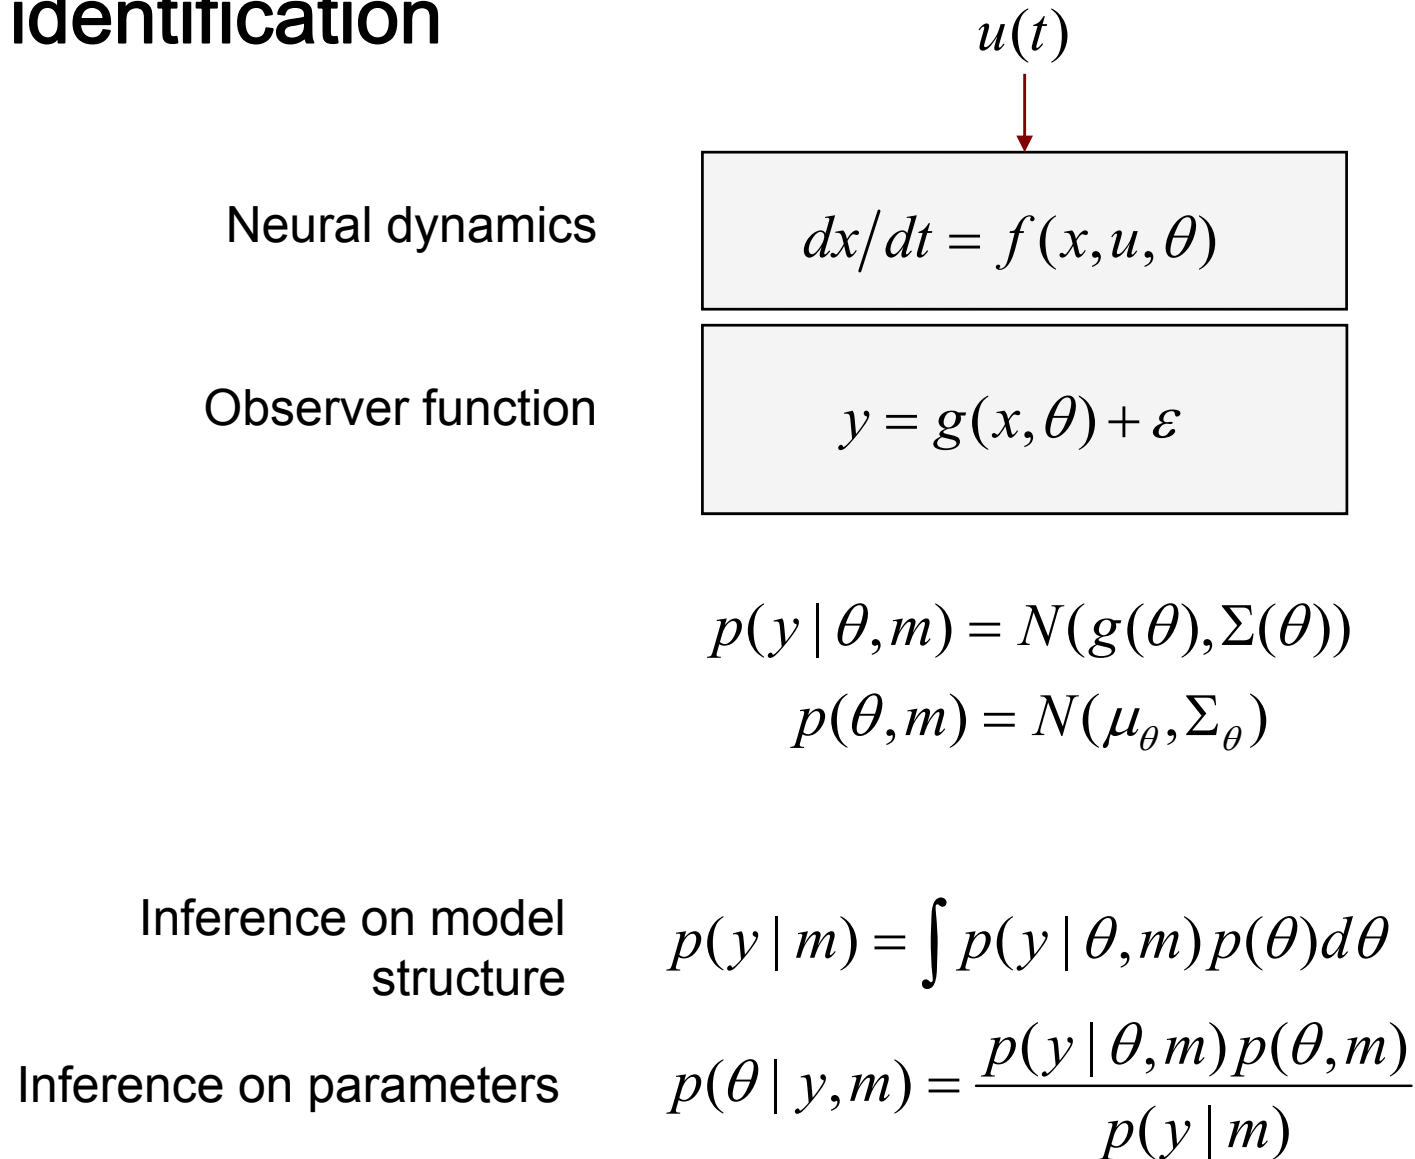 identification
u(t)
Neural dynamics
dx/dt = f(x,u,θ)
Observer function
y = g(x,θ) + ε
p(y | θ,m) = N(g(θ),Σ(θ))
p(θ,m) = N(μ_θ,Σ_θ)
Inference on model
structure
p(y | m) = ∫ p(y | θ,m) p(θ)dθ
Inference on parameters
p(θ | y,m) = p(y | θ,m) p(θ,m) / p(y | m)